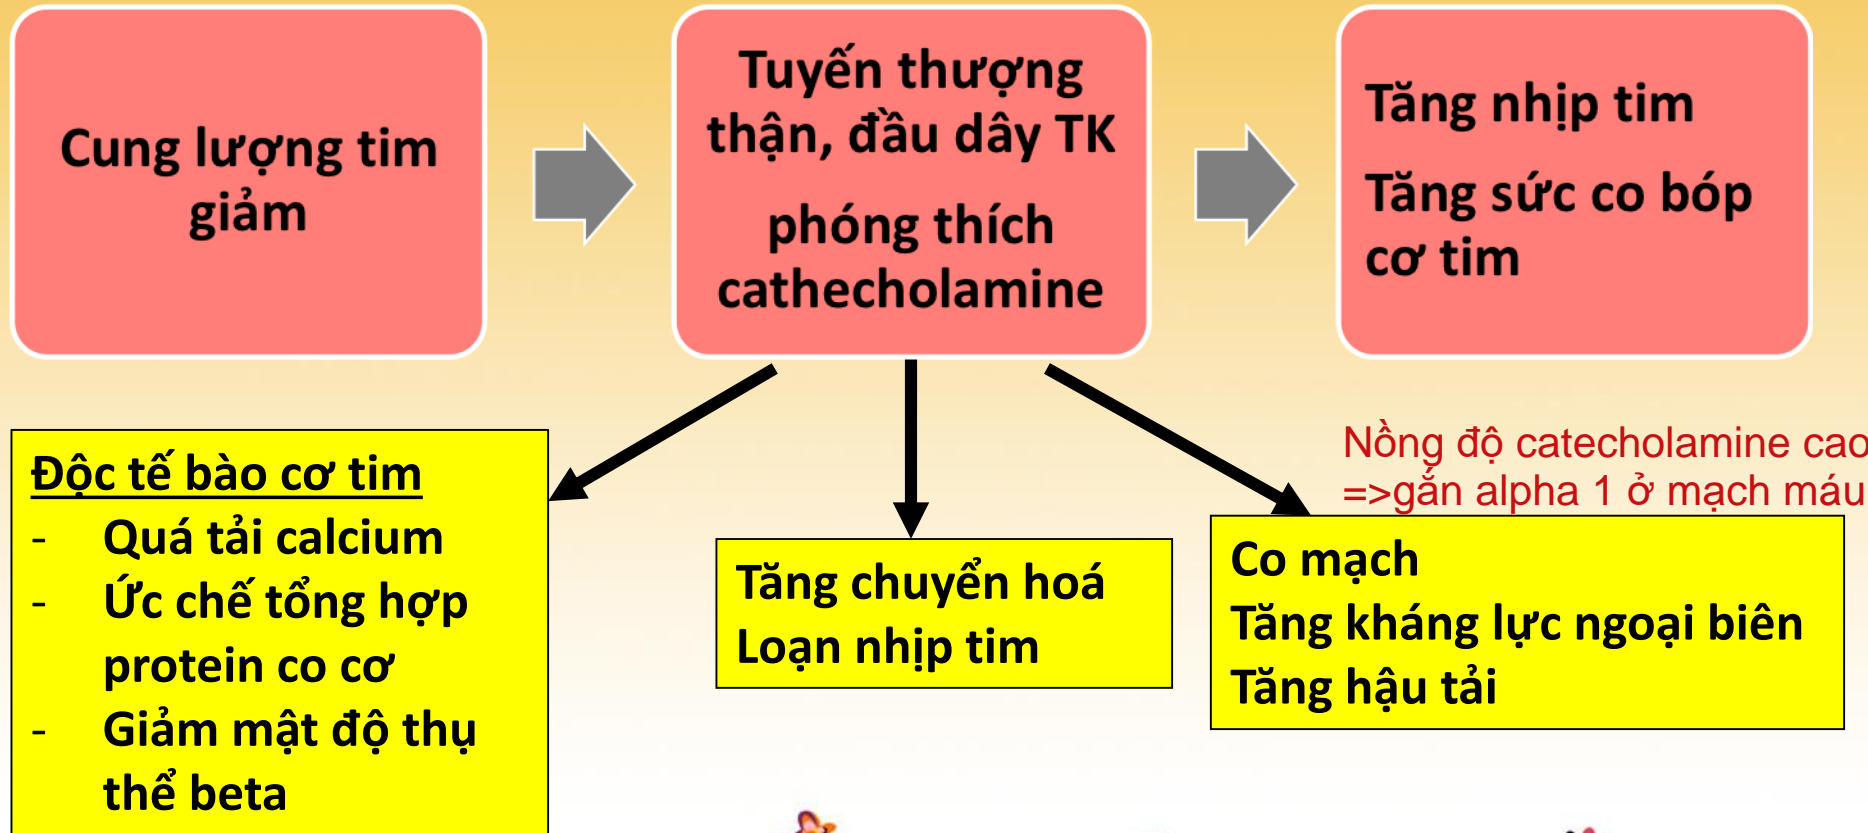 Cung lượng tim
giảm
Tuyến thượng
thận, đầu dây TK
phóng thích
cathecholamine
Tăng nhịp tim
Tăng sức co bóp
cơ tim
Nồng độ catecholamine cao
=>gắn alpha 1 ở mạch máu
Độc tế bào cơ tim
- Quá tải calcium
- Ức chế tổng hợp
protein co cơ
- Giảm mật độ thụ
thể beta
Tăng chuyển hoá
Loạn nhịp tim
Co mạch
Tăng kháng lực ngoại biên
Tăng hậu tải